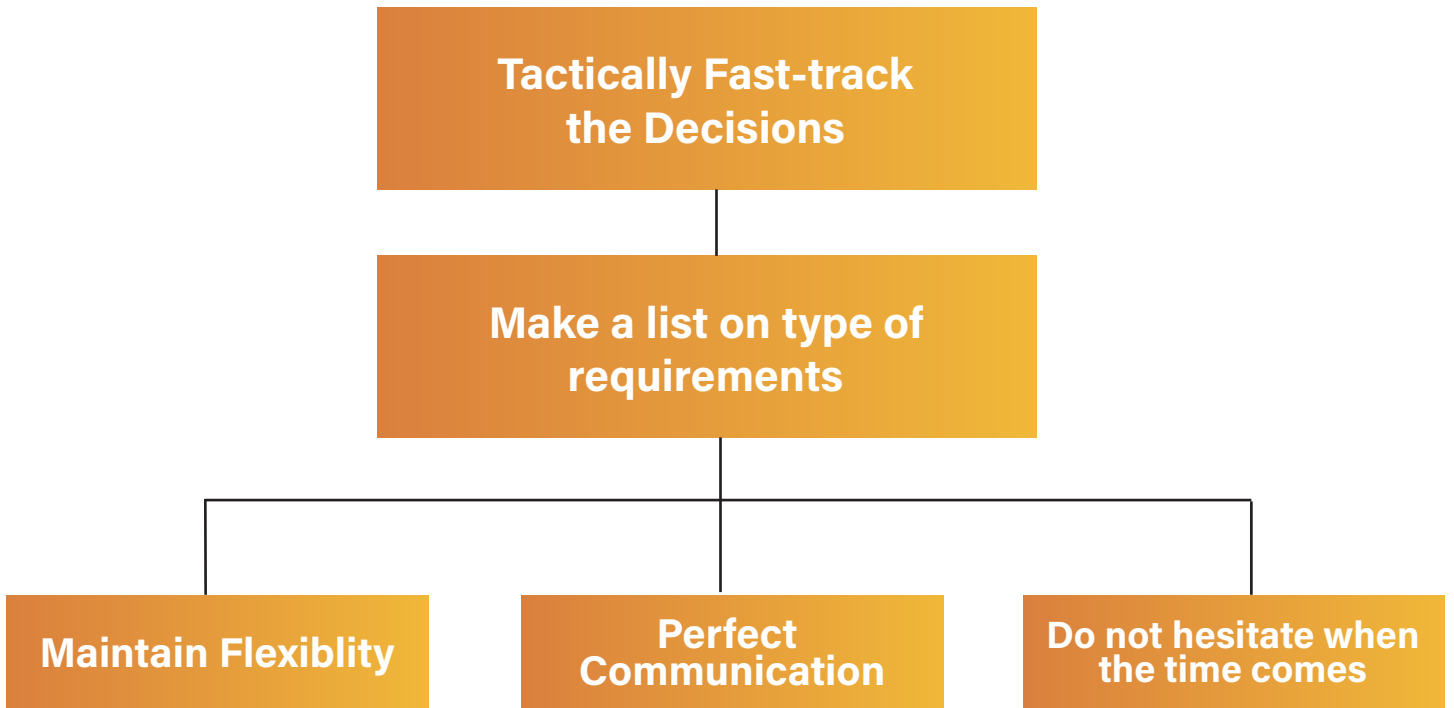 Tactically Fast-track
the Decisions
Make a list on type of
requirements
Maintain Flexiblity
Perfect
Communication
Do not hesitate when
the time comes